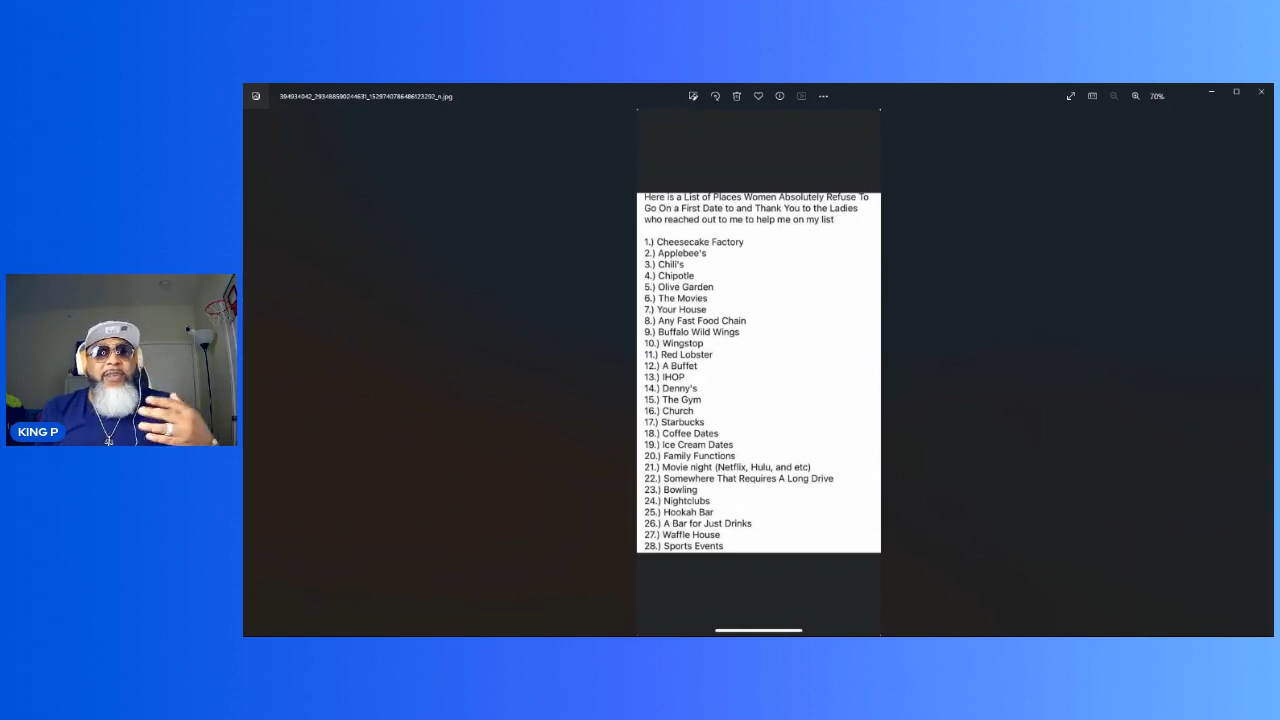 394934042_293488590244631_1529740786486123292_n.jpg
70%
Here is a List of Places Women Absolutely Refuse To
Go On a First Date to and Thank You to the Ladies
who reached out to me to help me on my list
1.) Cheesecake Factory
2.) Applebee's
3.) Chili's
4.) Chipotle
5.) Olive Garden
6.) The Movies
7.) Your House
8.) Any Fast Food Chain
9.) Buffalo Wild Wings
10.) Wingstop
11.) Red Lobster
12.) A Buffet
13.) IHOP
14.) Denny's
15.) The Gym
16.) Church
17.) Starbucks
18.) Coffee Dates
19.) Ice Cream Dates
20.) Family Functions
21.) Movie night (Netflix, Hulu, and etc)
22.) Somewhere That Requires A Long Drive
23.) Bowling
24.) Nightclubs
25.) Hookah Bar
26.) A Bar for Just Drinks
27.) Waffle House
28.) Sports Events
KING P